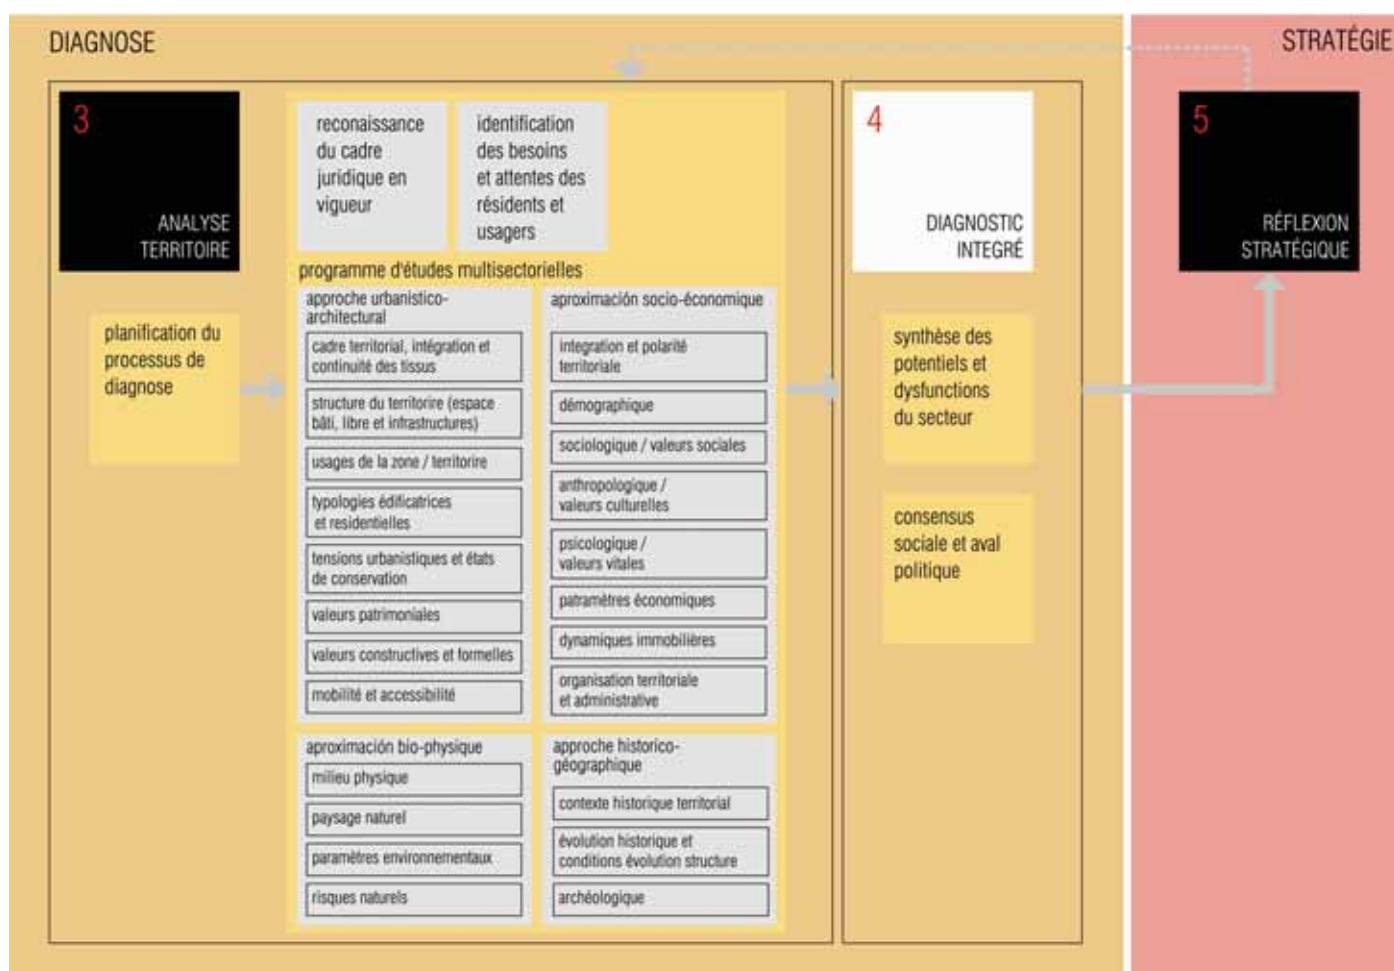 DIAGNOSE
STRATÉGIE
3
ANALYSE
TERRITOIRE
planification du
processus de
diagnose
reconaissance
du cadre
juridique en
vigueur
identification
des besoins
et attentes des
résidents et
usagers
programme d'études multisectorielles
approche urbanistico-
architectural
cadre territorial, intégration et
continuité des tissus
structure du territorire (espace
bâti, libre et infrastructures)
usages de la zone / territorire
typologies édificatrices
et residentielles
tensions urbanistiques et états
de conservation
valeurs patrimoniales
valeurs constructives et formelles
mobilité et accessibilité
aproximación socio-économique
integration et polarité
territoriale
démographique
sociologique / valeurs sociales
anthropologique /
valeurs culturelles
psicologique /
valeurs vitales
patramètres économiques
dynamiques immobilières
organisation territoriale
et administrative
aproximación bio-physique
milieu physique
paysage naturel
paramètres environnementaux
risques naturels
approche historico-
géographique
contexte historique territorial
évolution historique et
conditions évolution structure
archéologique
4
DIAGNOSTIC
INTEGRÉ
synthèse des
potentiels et
dysfunctions
du secteur
consensus
sociale et aval
politique
5
RÉFLEXION
STRATÉGIQUE